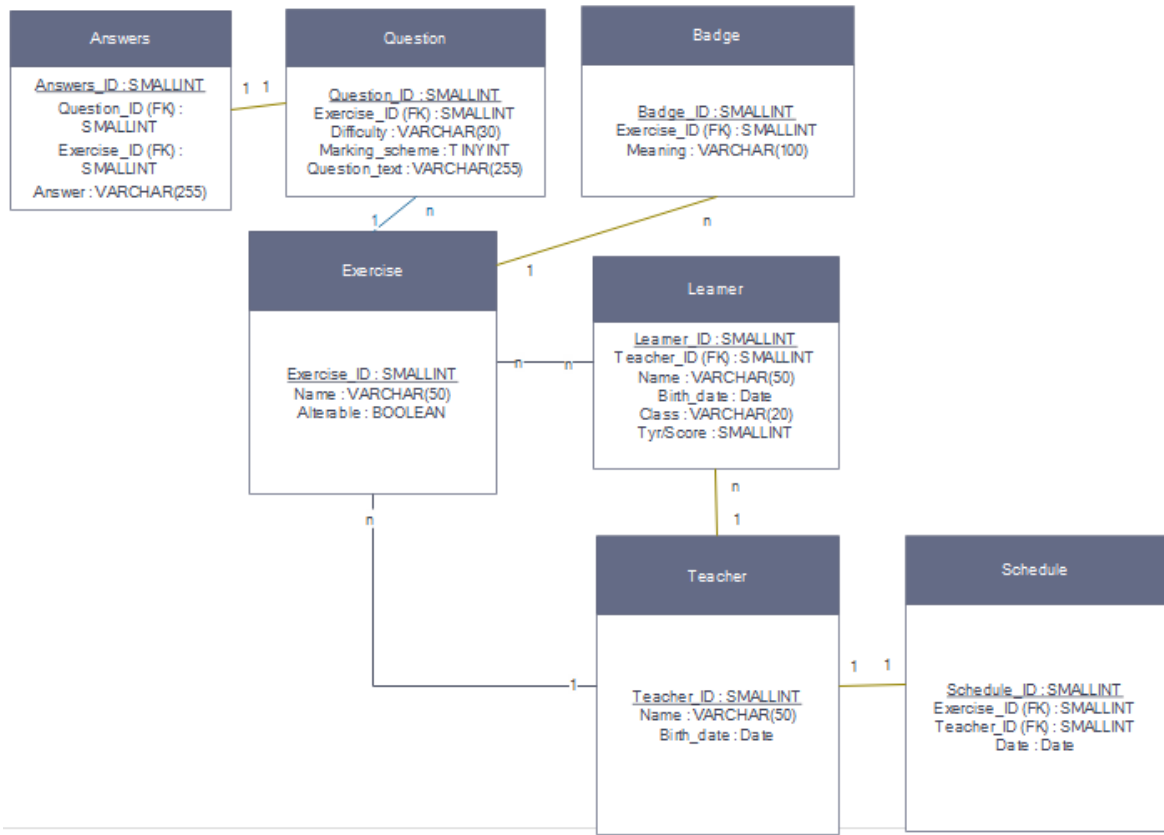 Answers
Answers_ID : SMALLINT
Question_ID (FK) :
SMALLINT
Exercise_ID (FK) :
SMALLINT
Answer : VARCHAR(255)
1 1
Question
Question_ID : SMALLINT
Exercise_ID (FK) : SMALLINT
Difficulty : VARCHAR(30)
Marking_scheme : TINYINT
Question_text : VARCHAR(255)
Badge
Badge_ID : SMALLINT
Exercise_ID (FK) : SMALLINT
Meaning : VARCHAR(100)
1
n
n
1
Exercise
Exercise_ID : SMALLINT
Name : VARCHAR(50)
Alterable : BOOLEAN
n
n
Learner
Learner_ID : SMALLINT
Teacher_ID (FK) : SMALLINT
Name : VARCHAR(50)
Birth_date : Date
Class : VARCHAR(20)
Tyr/Score : SMALLINT
n
1
n
1
Teacher
Teacher_ID : SMALLINT
Name : VARCHAR(50)
Birth_date : Date
1 1
Schedule
Schedule_ID : SMALLINT
Exercise_ID (FK) : SMALLINT
Teacher_ID (FK) : SMALLINT
Date : Date